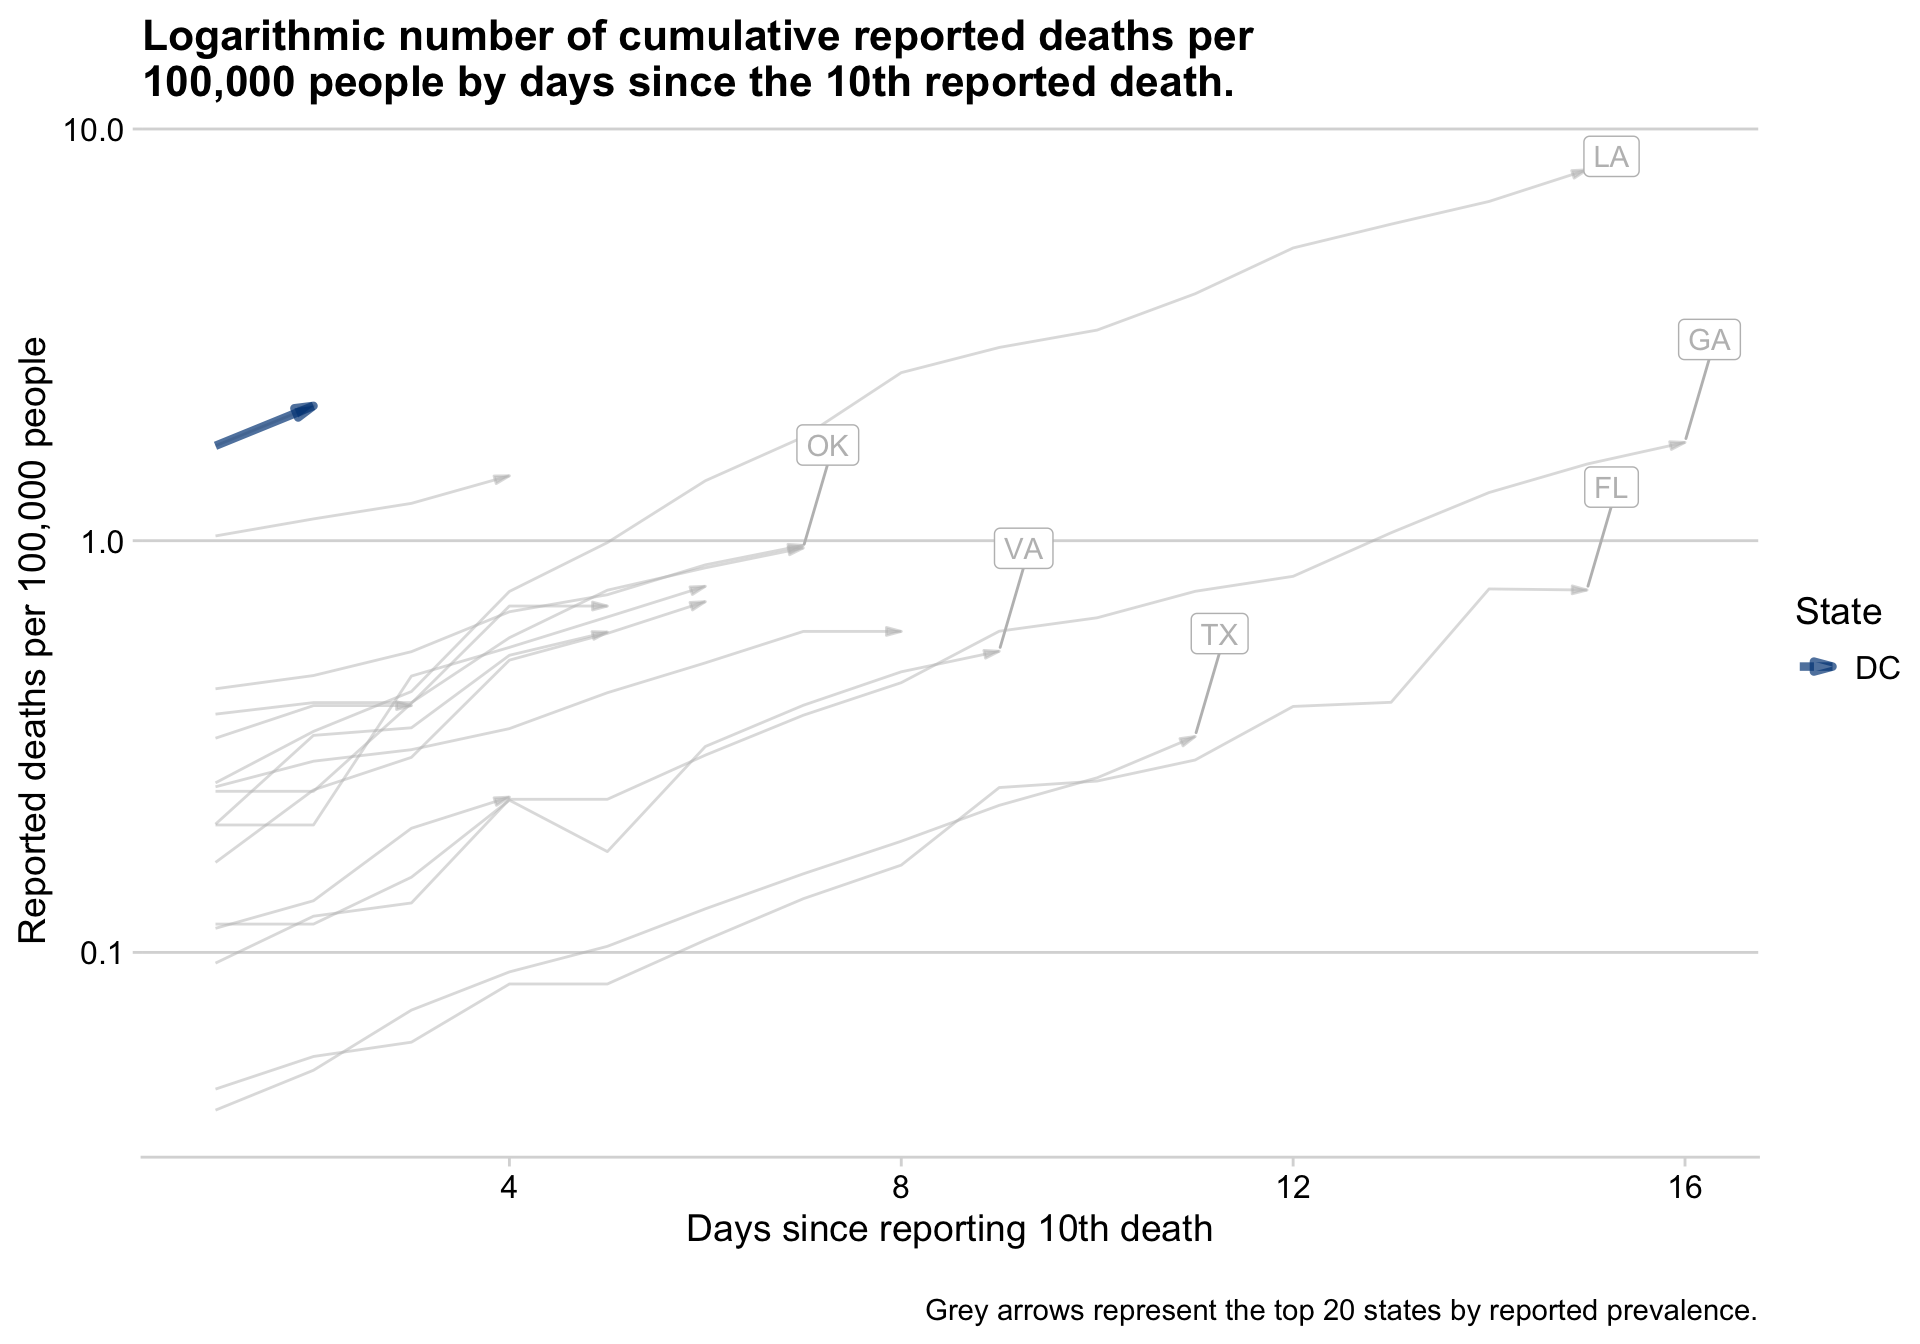 Logarithmic number of cumulative reported deaths per
100,000 people by days since the 10th reported death.
10.0
1.0
0.1
Reported deaths per 100,000 people
LA
GA
OK
FL
VA
TX
State
DC
4
8
12
16
Days since reporting 10th death
Grey arrows represent the top 20 states by reported prevalence.